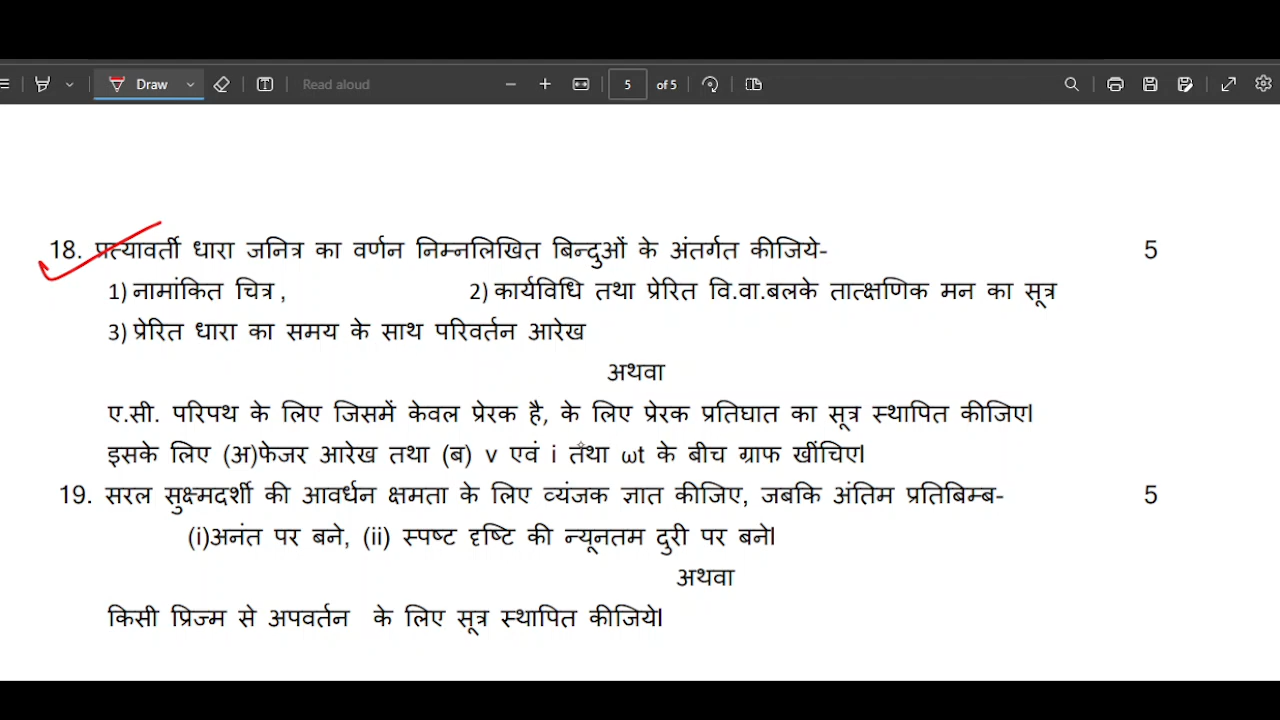 Draw
Read aloud
5 of 5
18. प्रत्यावर्ती धारा जनित्र का वर्णन निम्नलिखित बिन्दुओं के अंतर्गत कीजिये- 5
1) नामांकित चित्र , 2) कार्यविधि तथा प्रेरित वि.वा.बलके तात्क्षणिक मन का सूत्र
3) प्रेरित धारा का समय के साथ परिवर्तन आरेख
अथवा
ए.सी. परिपथ के लिए जिसमें केवल प्रेरक है, के लिए प्रेरक प्रतिघात का सूत्र स्थापित कीजिए।
इसके लिए (अ)फेजर आरेख तथा (ब) v एवं i तथा ωt के बीच ग्राफ खींचिए।
19. सरल सुक्ष्मदर्शी की आवर्धन क्षमता के लिए व्यंजक ज्ञात कीजिए, जबकि अंतिम प्रतिबिम्ब- 5
(i)अनंत पर बने, (ii) स्पष्ट दृष्टि की न्यूनतम दुरी पर बने।
अथवा
किसी प्रिज्म से अपवर्तन के लिए सूत्र स्थापित कीजिये।